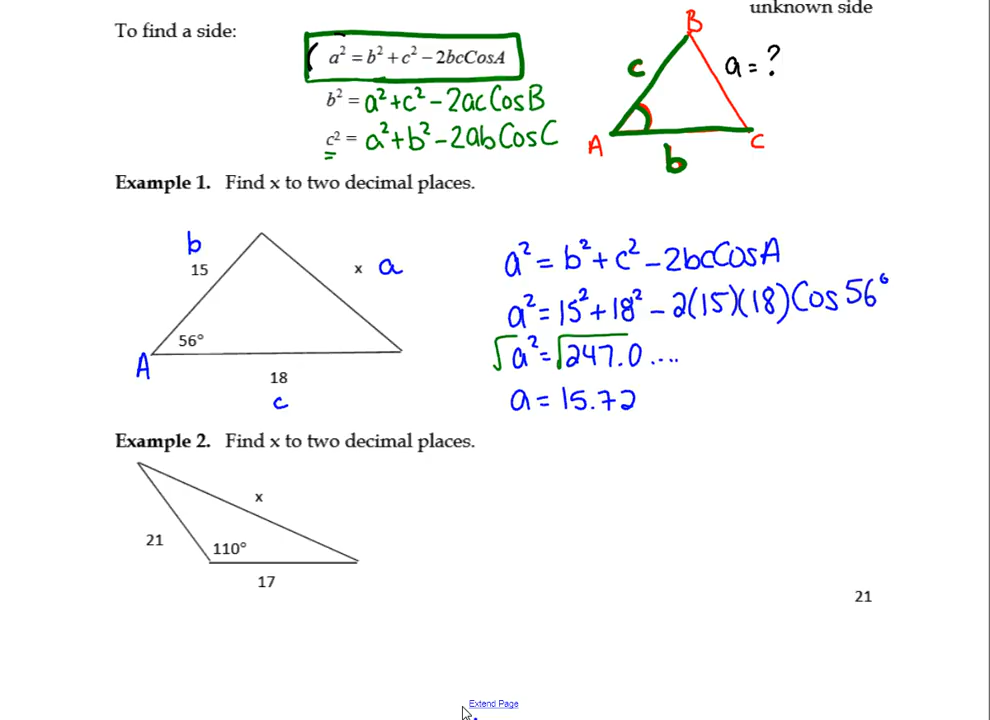 unknown side
To find a side:
a² = b² + c² − 2bcCosA
b² = a² + c² − 2ac Cos B
c² = a² + b² − 2ab Cos C
B
c
a = ?
A
b
C
Example 1. Find x to two decimal places.
b
15
x a
56°
A
18
c
a² = b² + c² − 2bc Cos A
a² = 15² + 18² − 2(15)(18) Cos 56°
√a² = √247.0 ....
a = 15.72
Example 2. Find x to two decimal places.
x
21
110°
17
21
Extend Page